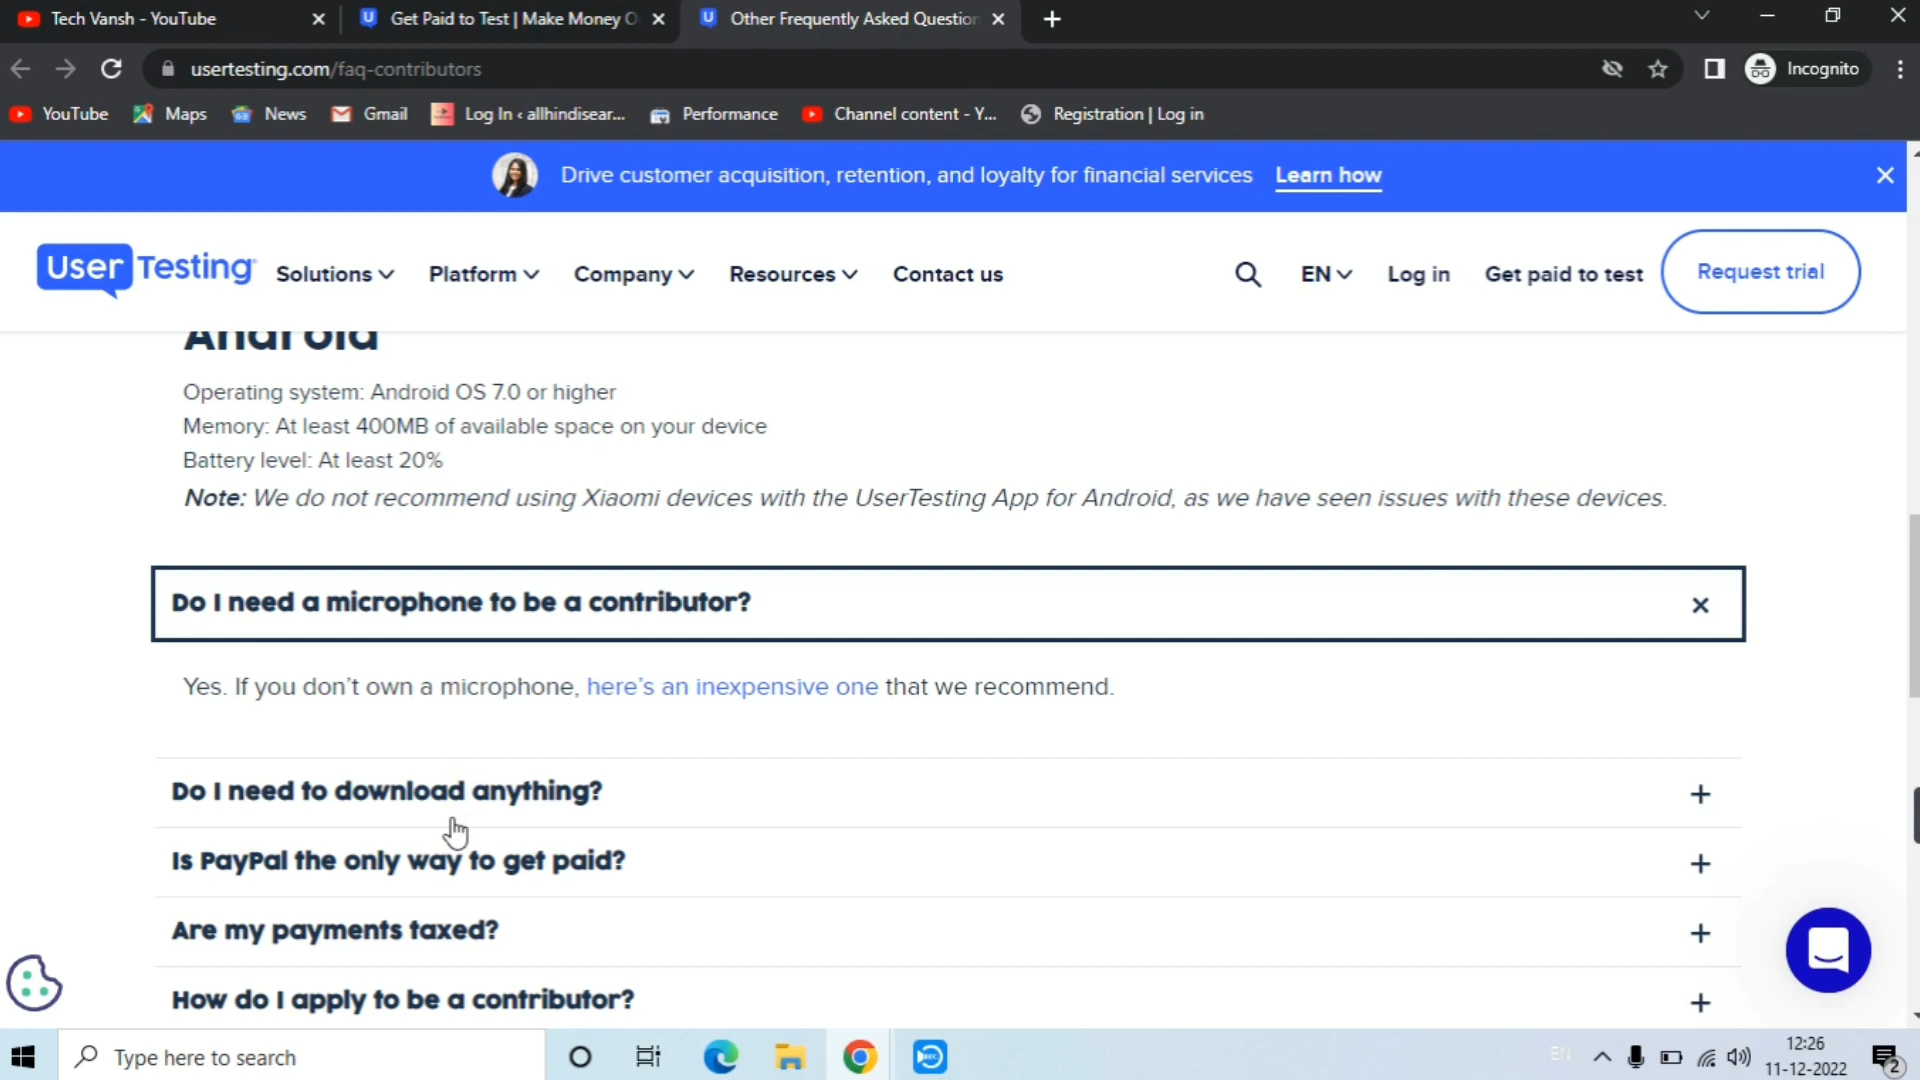 Tech Vansh - YouTube
Get Paid to Test | Make Money O
Other Frequently Asked Question
usertesting.com/faq-contributors
Incognito
YouTube
Maps
News
Gmail
Log In ‹ allhindisear...
Performance
Channel content - Y...
Registration | Log in
Drive customer acquisition, retention, and loyalty for financial services Learn how
UserTesting
Solutions
Platform
Company
Resources
Contact us
EN
Log in
Get paid to test
Request trial
Android
Operating system: Android OS 7.0 or higher
Memory: At least 400MB of available space on your device
Battery level: At least 20%
Note: We do not recommend using Xiaomi devices with the UserTesting App for Android, as we have seen issues with these devices.
Do I need a microphone to be a contributor?
Yes. If you don't own a microphone, here's an inexpensive one that we recommend.
Do I need to download anything?
Is PayPal the only way to get paid?
Are my payments taxed?
How do I apply to be a contributor?
Type here to search
EN
12:26
11-12-2022
2